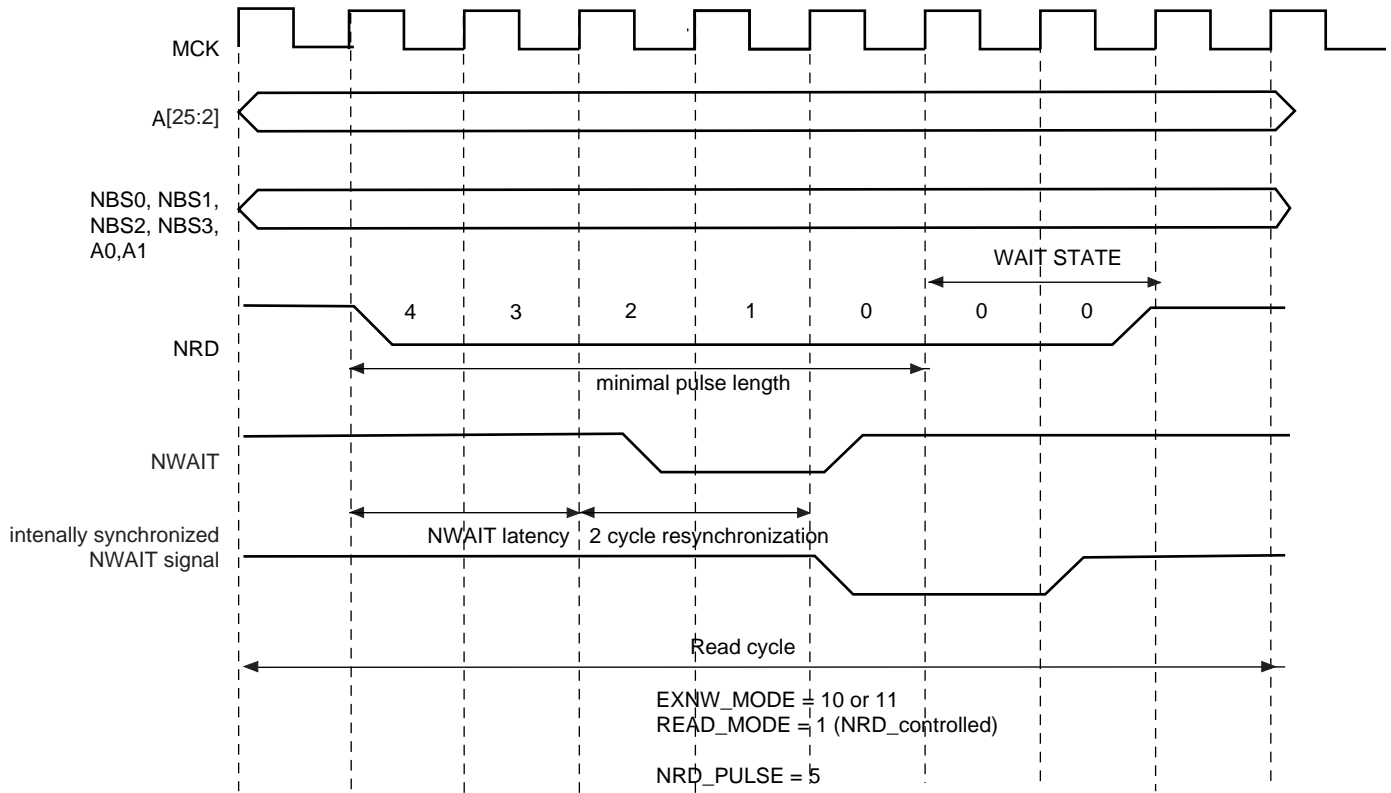 MCK
A[25:2]
NBS0, NBS1,
NBS2, NBS3,
A0,A1
WAIT STATE
4 3 2 1 0 0 0
NRD
minimal pulse length
NWAIT
NWAIT latency 2 cycle resynchronization
intenally synchronized
NWAIT signal
Read cycle
EXNW_MODE = 10 or 11
READ_MODE = 1 (NRD_controlled)
NRD_PULSE = 5